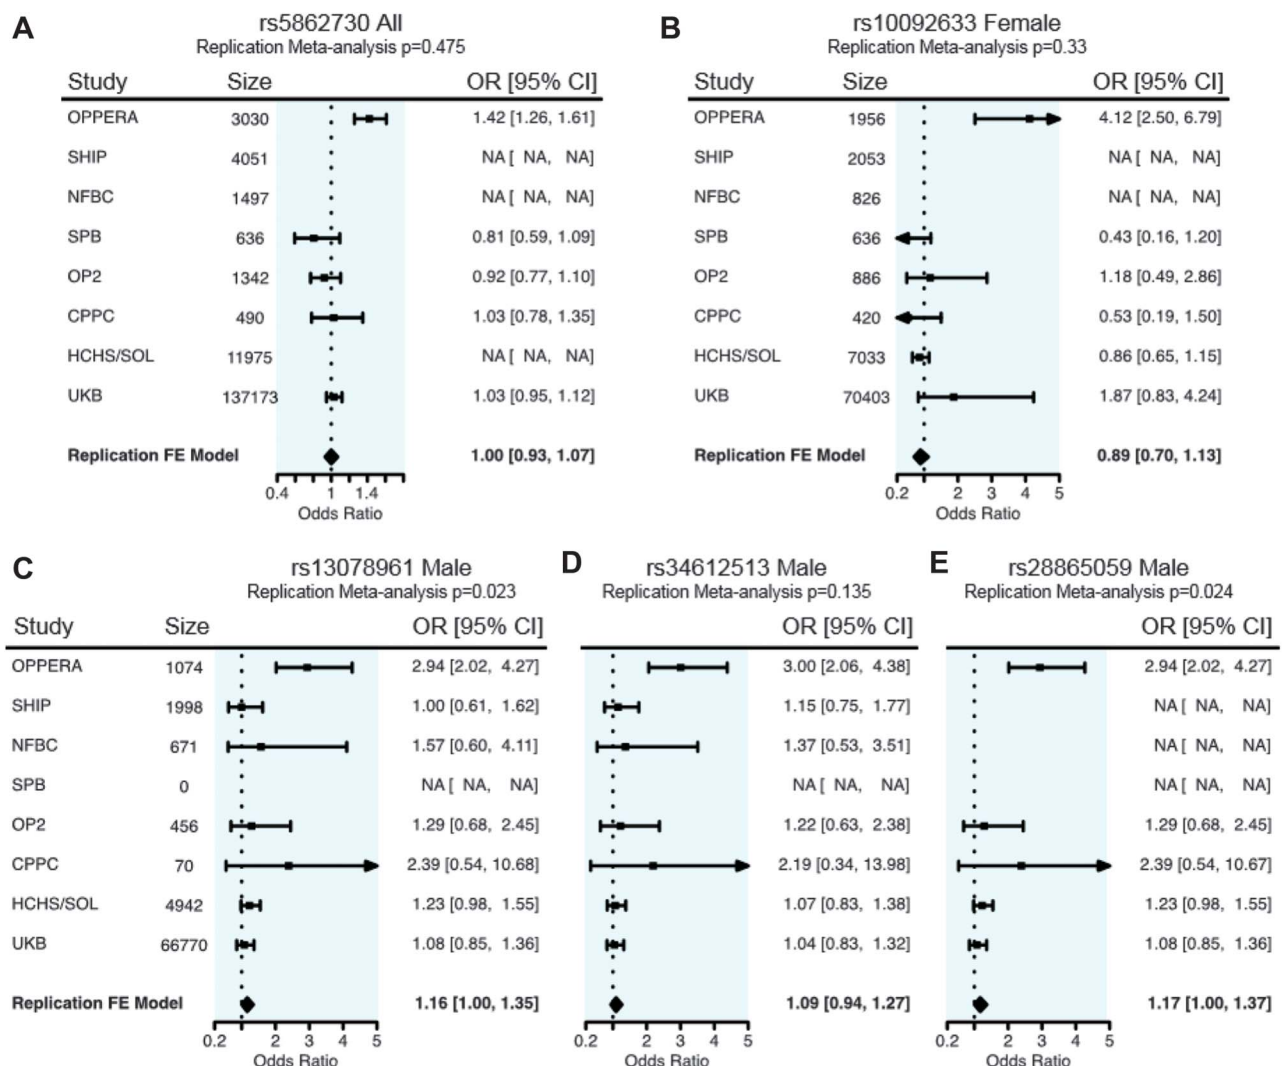 A
rs5862730 All
Replication Meta-analysis p=0.475
Study Size OR [95% CI]
OPPERA 3030 1.42 [1.26, 1.61]
SHIP 4051 NA [ NA, NA]
NFBC 1497 NA [ NA, NA]
SPB 636 0.81 [0.59, 1.09]
OP2 1342 0.92 [0.77, 1.10]
CPPC 490 1.03 [0.78, 1.35]
HCHS/SOL 11975 NA [ NA, NA]
UKB 137173 1.03 [0.95, 1.12]
Replication FE Model 1.00 [0.93, 1.07]
0.4 1 1.4
Odds Ratio
B
rs10092633 Female
Replication Meta-analysis p=0.33
Study Size OR [95% CI]
OPPERA 1956 4.12 [2.50, 6.79]
SHIP 2053 NA [ NA, NA]
NFBC 826 NA [ NA, NA]
SPB 636 0.43 [0.16, 1.20]
OP2 886 1.18 [0.49, 2.86]
CPPC 420 0.53 [0.19, 1.50]
HCHS/SOL 7033 0.86 [0.65, 1.15]
UKB 70403 1.87 [0.83, 4.24]
Replication FE Model 0.89 [0.70, 1.13]
0.2 2 3 4 5
Odds Ratio
C
rs13078961 Male
Replication Meta-analysis p=0.023
Study Size OR [95% CI]
OPPERA 1074 2.94 [2.02, 4.27]
SHIP 1998 1.00 [0.61, 1.62]
NFBC 671 1.57 [0.60, 4.11]
SPB 0 NA [ NA, NA]
OP2 456 1.29 [0.68, 2.45]
CPPC 70 2.39 [0.54, 10.68]
HCHS/SOL 4942 1.23 [0.98, 1.55]
UKB 66770 1.08 [0.85, 1.36]
Replication FE Model 1.16 [1.00, 1.35]
0.2 2 3 4 5
Odds Ratio
D
rs34612513 Male
Replication Meta-analysis p=0.135
OR [95% CI]
3.00 [2.06, 4.38]
1.15 [0.75, 1.77]
1.37 [0.53, 3.51]
NA [ NA, NA]
1.22 [0.63, 2.38]
2.19 [0.34, 13.98]
1.07 [0.83, 1.38]
1.04 [0.83, 1.32]
1.09 [0.94, 1.27]
0.2 2 3 4 5
Odds Ratio
E
rs28865059 Male
Replication Meta-analysis p=0.024
OR [95% CI]
2.94 [2.02, 4.27]
NA [ NA, NA]
NA [ NA, NA]
NA [ NA, NA]
1.29 [0.68, 2.45]
2.39 [0.54, 10.67]
1.23 [0.98, 1.55]
1.08 [0.85, 1.36]
1.17 [1.00, 1.37]
0.2 2 3 4 5
Odds Ratio